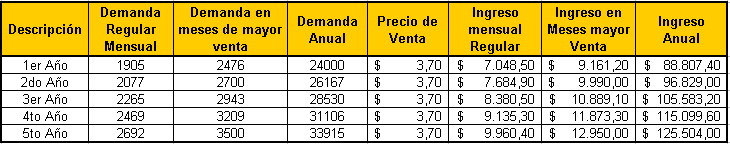 Descripción Demanda Regular Mensual Demanda en meses de mayor venta Demanda Anual Precio de Venta Ingreso mensual Regular Ingreso en Meses mayor Venta Ingreso Anual
1er Año 1905 2476 24000 $ 3,70 $ 7.048,50 $ 9.161,20 $ 88.807,40
2do Año 2077 2700 26167 $ 3,70 $ 7.684,90 $ 9.990,00 $ 96.829,00
3er Año 2265 2943 28530 $ 3,70 $ 8.380,50 $ 10.889,10 $ 105.583,20
4to Año 2469 3209 31106 $ 3,70 $ 9.135,30 $ 11.873,30 $ 115.099,60
5to Año 2692 3500 33915 $ 3,70 $ 9.960,40 $ 12.950,00 $ 125.504,00